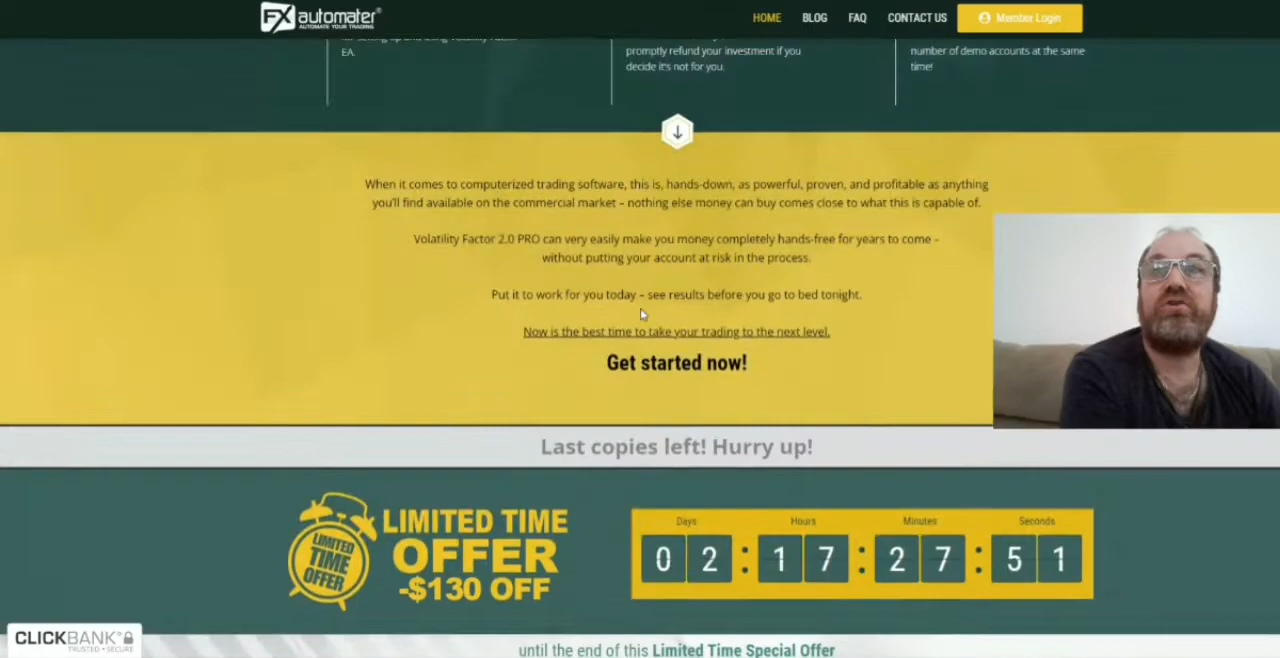 FX automater®
AUTOMATE YOUR TRADING
HOME BLOG FAQ CONTACT US Member Login
EA.
promptly refund your investment if you
decide it's not for you.
number of demo accounts at the same
time!
When it comes to computerized trading software, this is, hands-down, as powerful, proven, and profitable as anything
you'll find available on the commercial market – nothing else money can buy comes close to what this is capable of.
Volatility Factor 2.0 PRO can very easily make you money completely hands-free for years to come –
without putting your account at risk in the process.
Put it to work for you today – see results before you go to bed tonight.
Now is the best time to take your trading to the next level.
Get started now!
Last copies left! Hurry up!
LIMITED TIME OFFER
LIMITED TIME
OFFER
-$130 OFF
Days Hours Minutes Seconds
02 : 17 : 27 : 51
CLICKBANK®
TRUSTED • SECURE
until the end of this Limited Time Special Offer